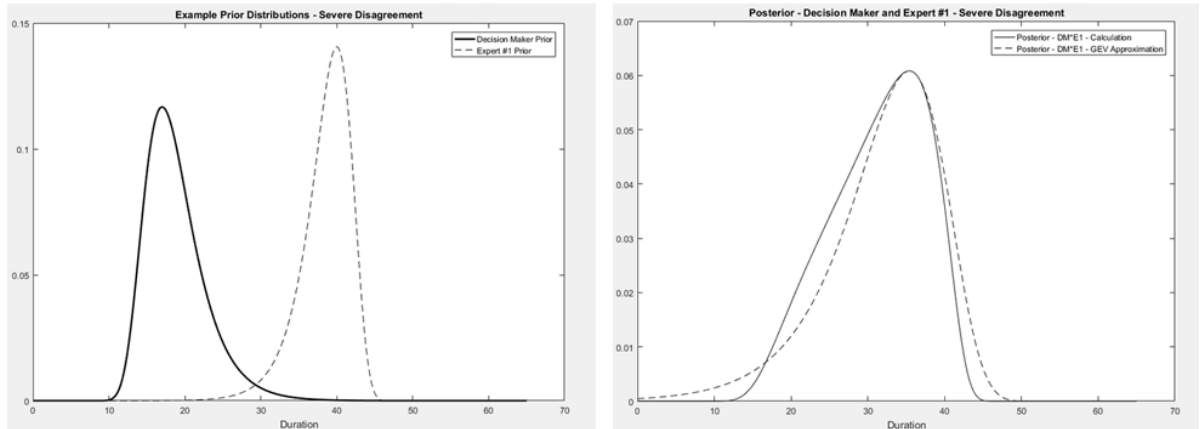 Example Prior Distributions - Severe Disagreement
0.15
0.1
0.05
0
Decision Maker Prior
Expert #1 Prior
0 10 20 30 40 50 60 70
Duration
Posterior - Decision Maker and Expert #1 - Severe Disagreement
0.07
0.06
0.05
0.04
0.03
0.02
0.01
0
Posterior - DM*E1 - Calculation
Posterior - DM*E1 - GEV Approximation
0 10 20 30 40 50 60 70
Duration